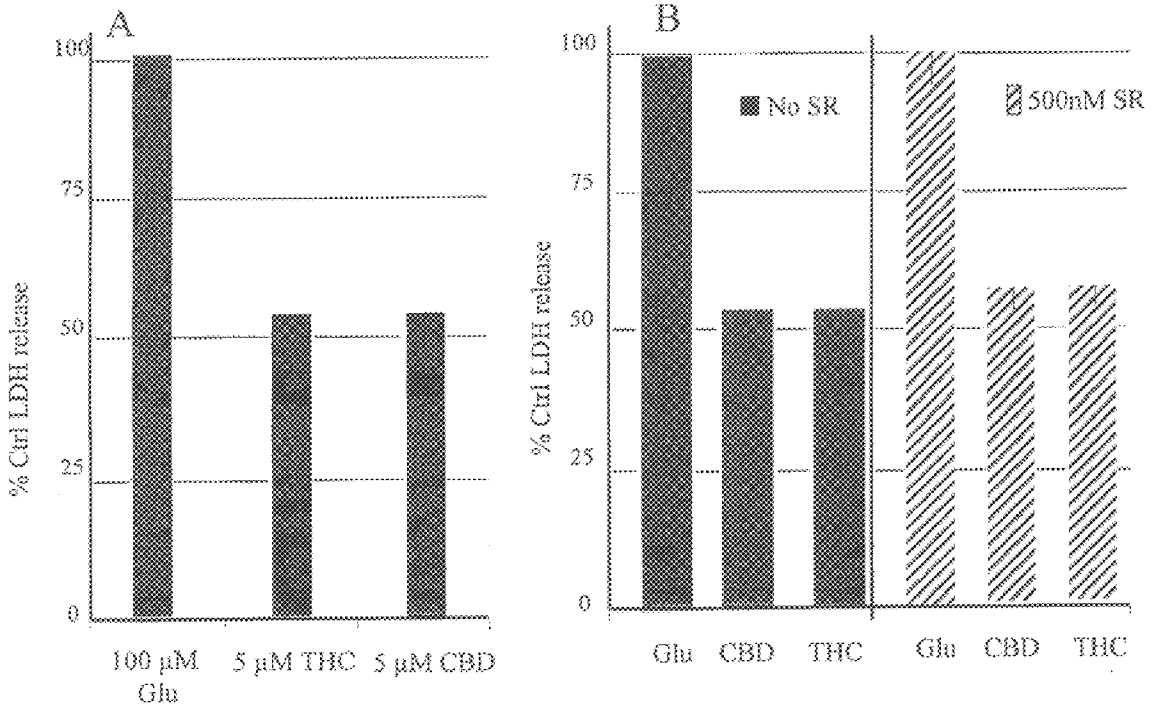 A
% Ctrl LDH release
100
75
50
25
0
100 µM
Glu
5 µM THC
5 µM CBD
B
% Ctrl LDH release
100
75
50
25
0
No SR
500nM SR
Glu
CBD
THC
Glu
CBD
THC